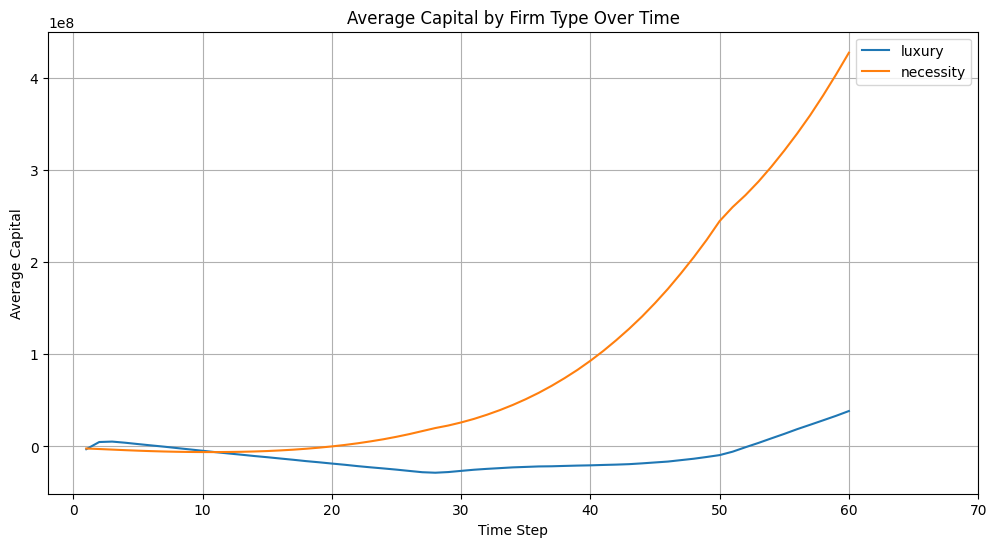 Average Capital by Firm Type Over Time
1e8
luxury
necessity
4
3
2
1
0
Average Capital
0 10 20 30 40 50 60 70
Time Step